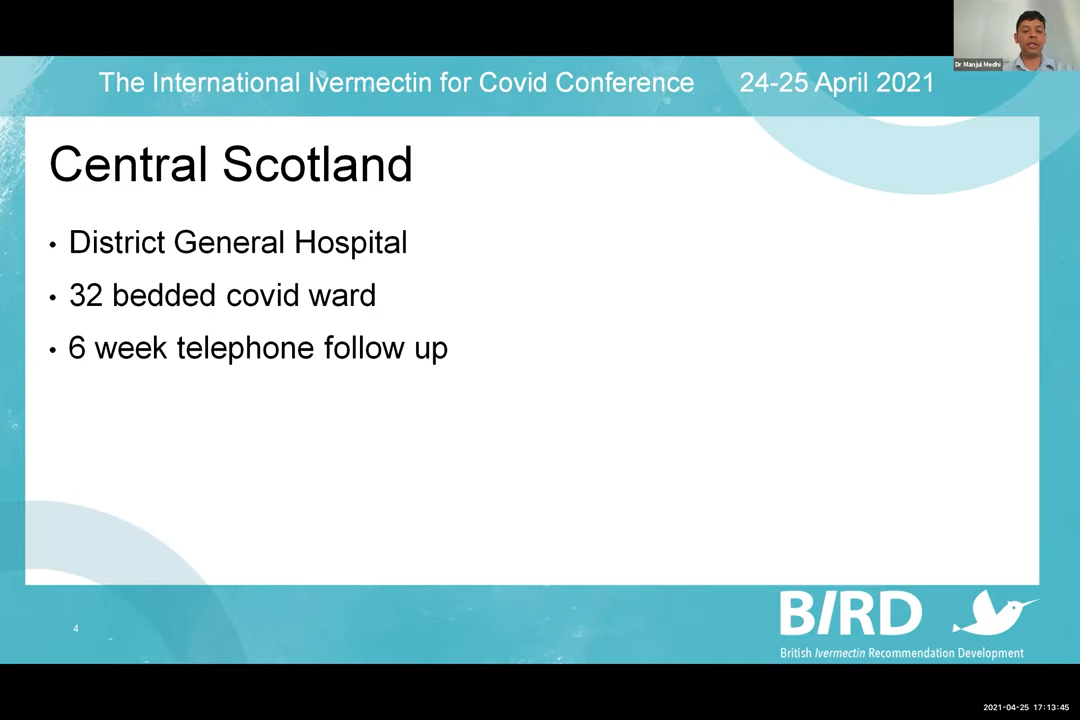 Dr Manjul Medhi
The International Ivermectin for Covid Conference 24-25 April 2021
Central Scotland
• District General Hospital
• 32 bedded covid ward
• 6 week telephone follow up
4
BIRD
British Ivermectin Recommendation Development
2021-04-25 17:13:45